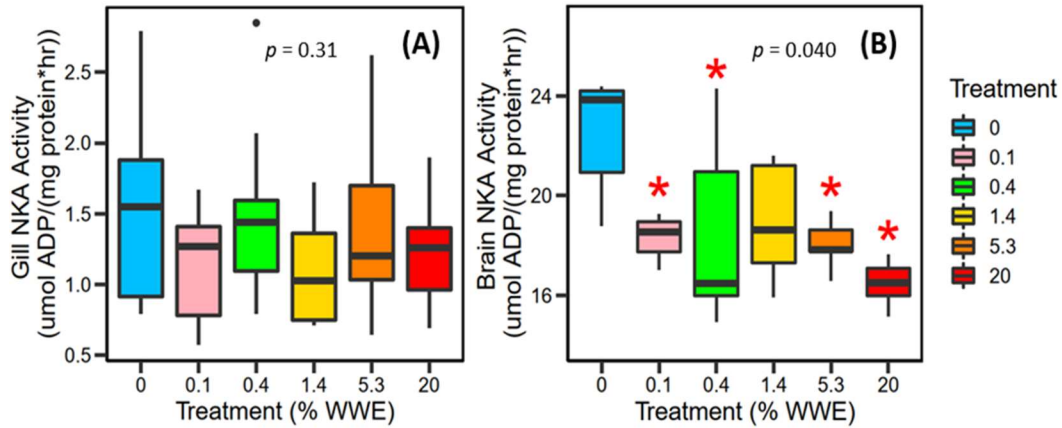 Gill NKA Activity
(umol ADP/(mg protein*hr))
2.5
2.0
1.5
1.0
0.5
p = 0.31
(A)
0 0.1 0.4 1.4 5.3 20
Treatment (% WWE)
Brain NKA Activity
(umol ADP/(mg protein*hr))
24
20
16
p = 0.040
(B)
*
*
*
*
0 0.1 0.4 1.4 5.3 20
Treatment (% WWE)
Treatment
0
0.1
0.4
1.4
5.3
20